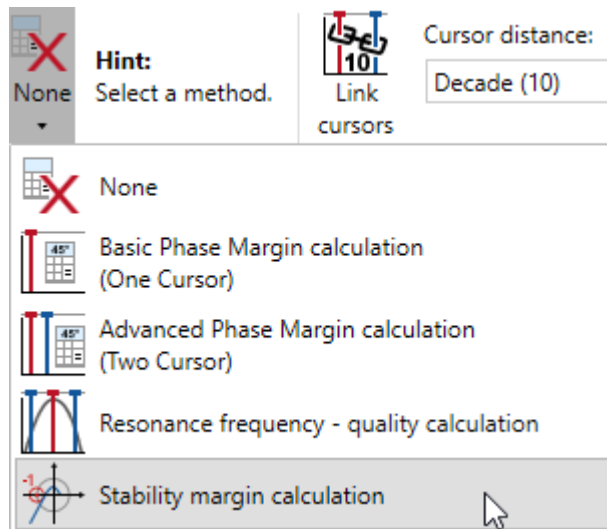 None
Hint:
Select a method.
10
Link
cursors
Cursor distance:
Decade (10)
None
45°
Basic Phase Margin calculation
(One Cursor)
45°
Advanced Phase Margin calculation
(Two Cursor)
Resonance frequency - quality calculation
-1
Stability margin calculation